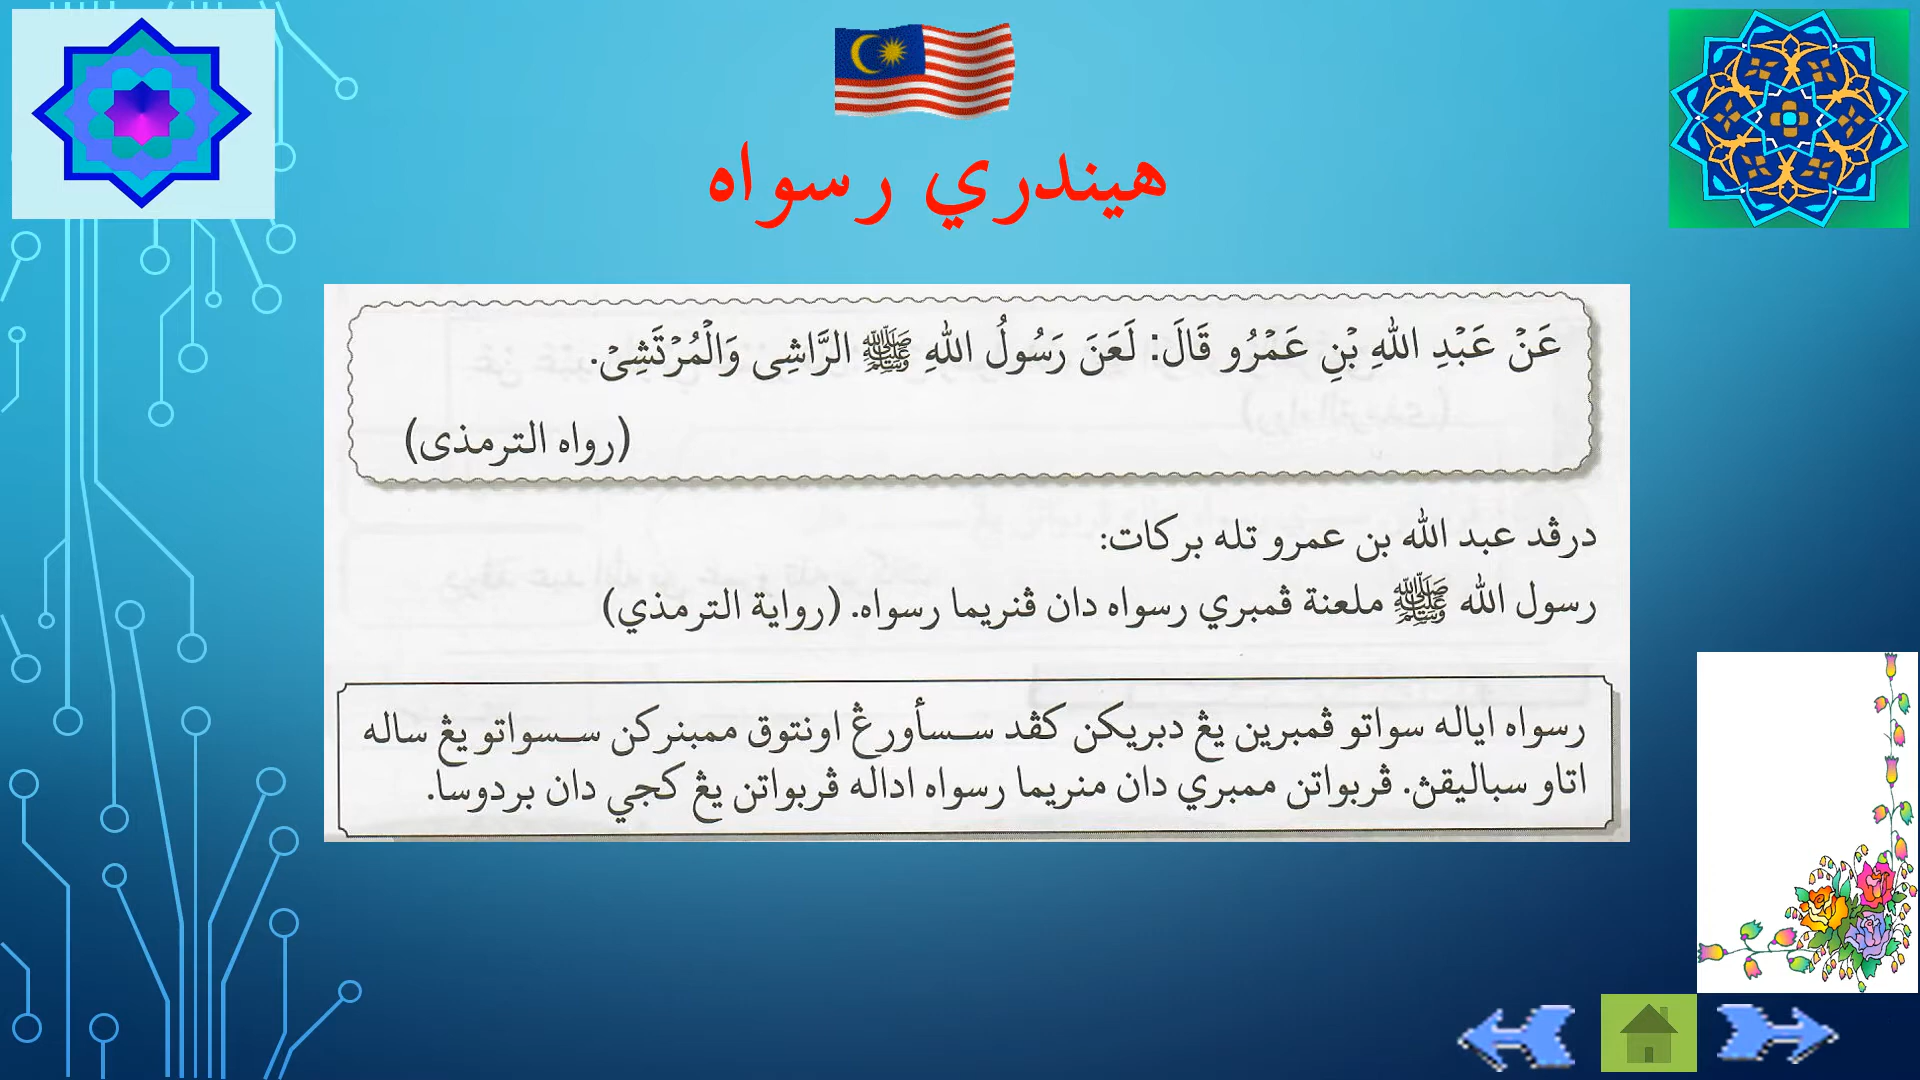 هيندري رسواه
عَنْ عَبْدِ اللهِ بْنِ عَمْرُو قَالَ: لَعَنَ رَسُولُ اللهِ ﷺ الرَّاشِى وَالْمُرْتَشِىْ.
(رواه الترمذى)
درڤد عبد الله بن عمرو تله بركات:
رسول الله ﷺ ملعنة ڤمبري رسواه دان ڤنريما رسواه. (رواية الترمذي)
رسواه اياله سواتو ڤمبرين يڠ دبريكن كڤد سسأورڠ اونتوق ممبنركن سسواتو يڠ ساله
اتاو سباليقڽ. ڤربواتن ممبري دان منريما رسواه اداله ڤربواتن يڠ كجي دان بردوسا.